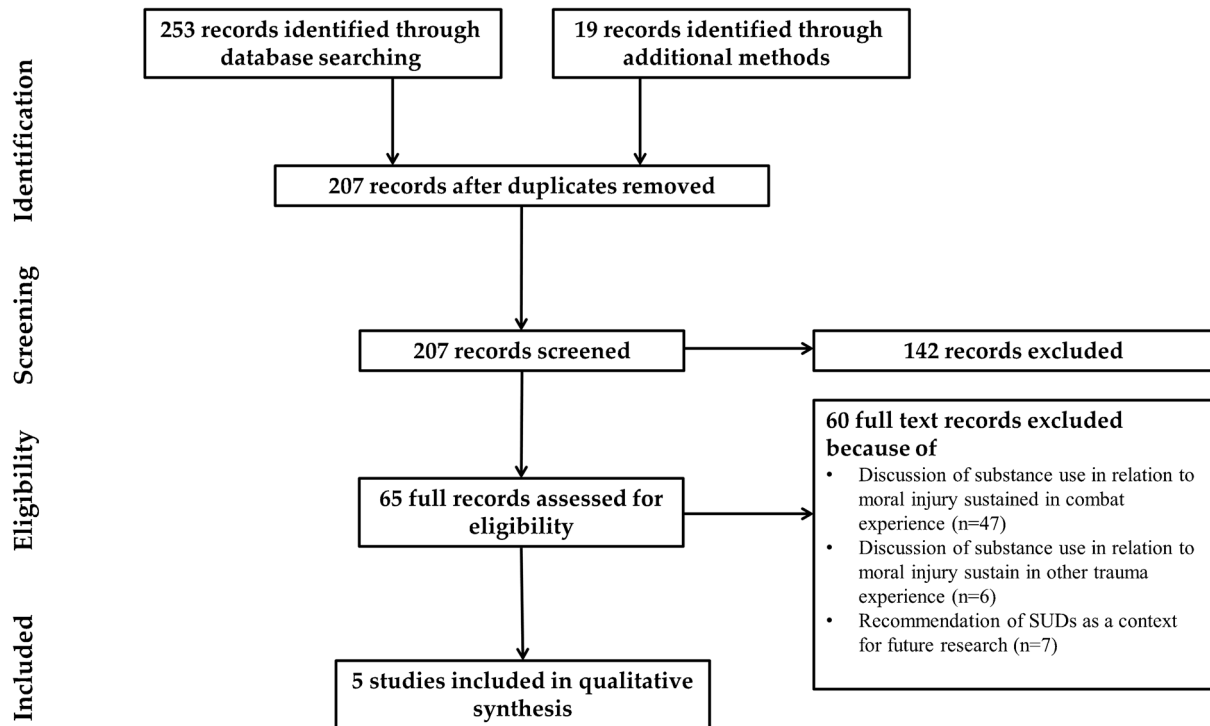 253 records identified through
database searching
19 records identified through
additional methods
Identification
207 records after duplicates removed
Screening
207 records screened
142 records excluded
Eligibility
65 full records assessed for
eligibility
60 full text records excluded
because of
• Discussion of substance use in relation to
moral injury sustained in combat
experience (n=47)
• Discussion of substance use in relation to
moral injury sustain in other trauma
experience (n=6)
• Recommendation of SUDs as a context
for future research (n=7)
Included
5 studies included in qualitative
synthesis